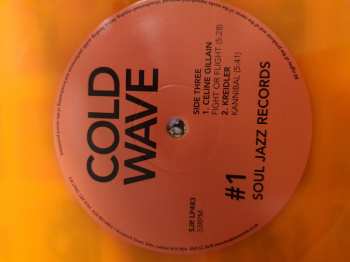 COLD
WAVE
SIDE THREE
1. CELINE GILLAIN
FIGHT OR FLIGHT (5:28)
2. KREIDLER
KANNIBAL (5:41)
#1
SOUL JAZZ RECORDS
SJR LP483
33RPM